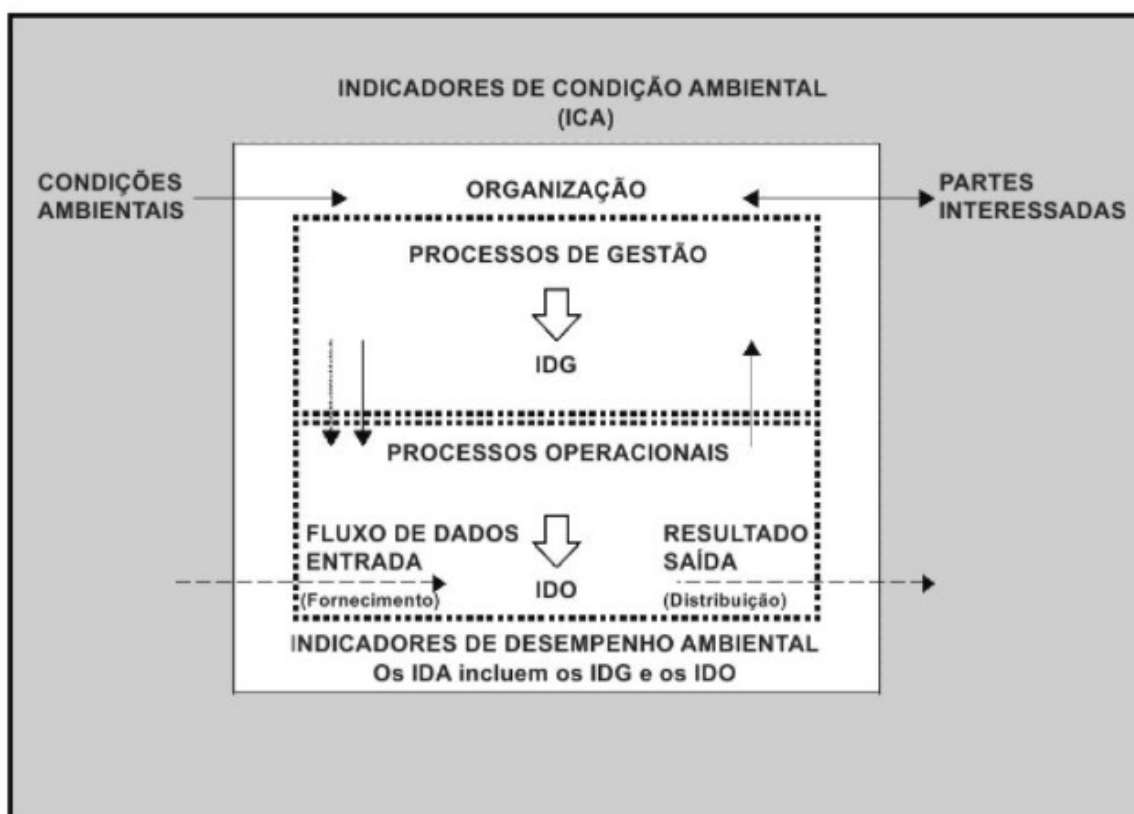 INDICADORES DE CONDIÇÃO AMBIENTAL
(ICA)
CONDIÇÕES
AMBIENTAIS
ORGANIZAÇÃO
PARTES
INTERESSADAS
PROCESSOS DE GESTÃO
IDG
PROCESSOS OPERACIONAIS
FLUXO DE DADOS
ENTRADA
(Fornecimento)
IDO
RESULTADO
SAÍDA
(Distribuição)
INDICADORES DE DESEMPENHO AMBIENTAL
Os IDA incluem os IDG e os IDO